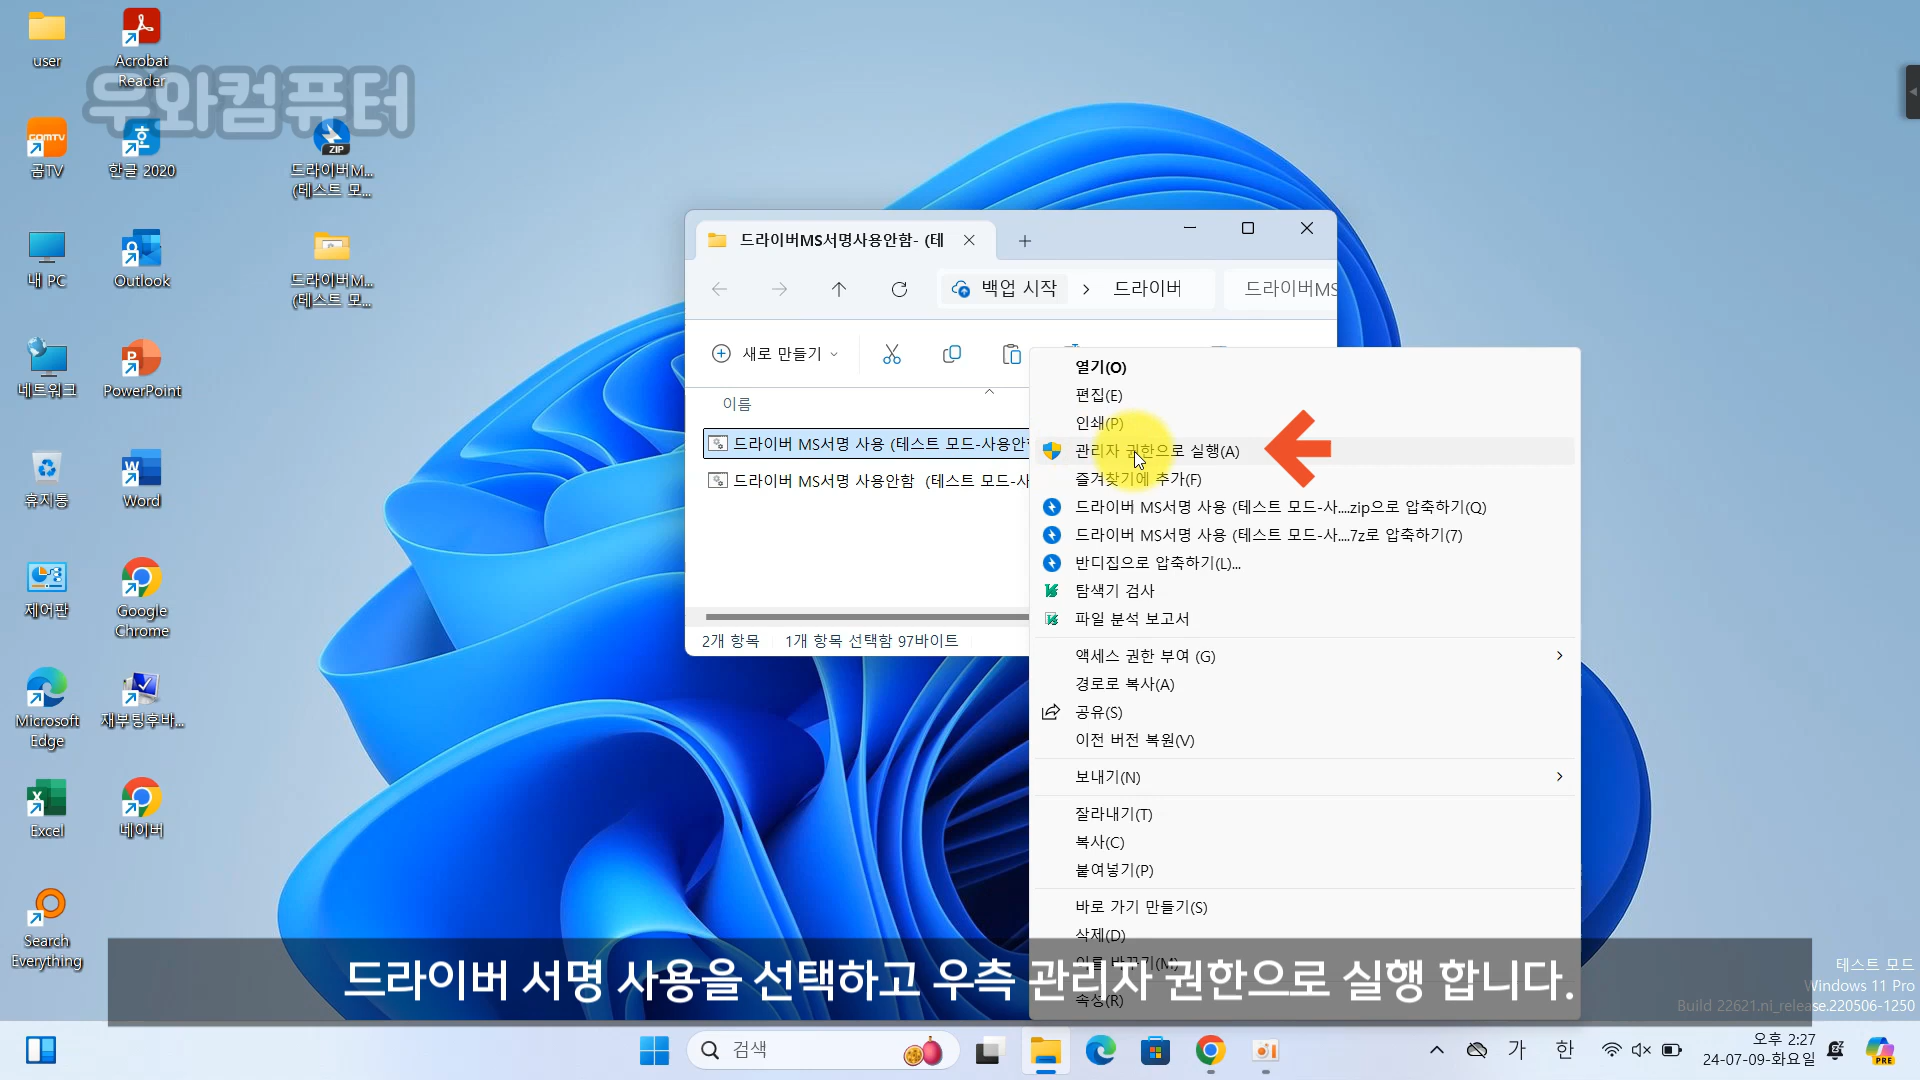 user
Acrobat
Reader
두와컴퓨터
곰TV
한글 2020
ZIP
드라이버M...
(테스트 모...
내 PC
Outlook
드라이버M...
(테스트 모...
네트워크
PowerPoint
휴지통
Word
제어판
Google
Chrome
Microsoft
Edge
재부팅후바...
Excel
네이버
Search
Everything
드라이버MS서명사용안함- (테
백업 시작
드라이버
드라이버MS
새로 만들기
이름
드라이버 MS서명 사용 (테스트 모드-사용안
드라이버 MS서명 사용안함 (테스트 모드-사
2개 항목
1개 항목 선택함 97바이트
열기(O)
편집(E)
인쇄(P)
관리자 권한으로 실행(A)
즐겨찾기에 추가(F)
드라이버 MS서명 사용 (테스트 모드-사....zip으로 압축하기(Q)
드라이버 MS서명 사용 (테스트 모드-사....7z로 압축하기(7)
반디집으로 압축하기(L)...
탐색기 검사
파일 분석 보고서
액세스 권한 부여 (G)
경로로 복사(A)
공유(S)
이전 버전 복원(V)
보내기(N)
잘라내기(T)
복사(C)
붙여넣기(P)
바로 가기 만들기(S)
삭제(D)
이름 바꾸기(M)
속성(R)
드라이버 서명 사용을 선택하고 우측 관리자 권한으로 실행 합니다.
테스트 모드
Windows 11 Pro
Build 22621.ni_release.220506-1250
검색
가
한
오후 2:27
24-07-09-화요일
PRE